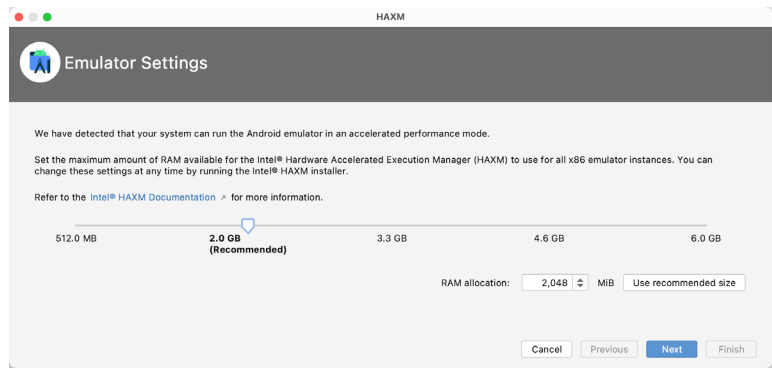 HAXM
Emulator Settings
We have detected that your system can run the Android emulator in an accelerated performance mode.
Set the maximum amount of RAM available for the Intel® Hardware Accelerated Execution Manager (HAXM) to use for all x86 emulator instances. You can
change these settings at any time by running the Intel® HAXM installer.
Refer to the Intel® HAXM Documentation ↗ for more information.
512.0 MB 2.0 GB 3.3 GB 4.6 GB 6.0 GB
(Recommended)
RAM allocation: 2,048 MiB Use recommended size
Cancel Previous Next Finish